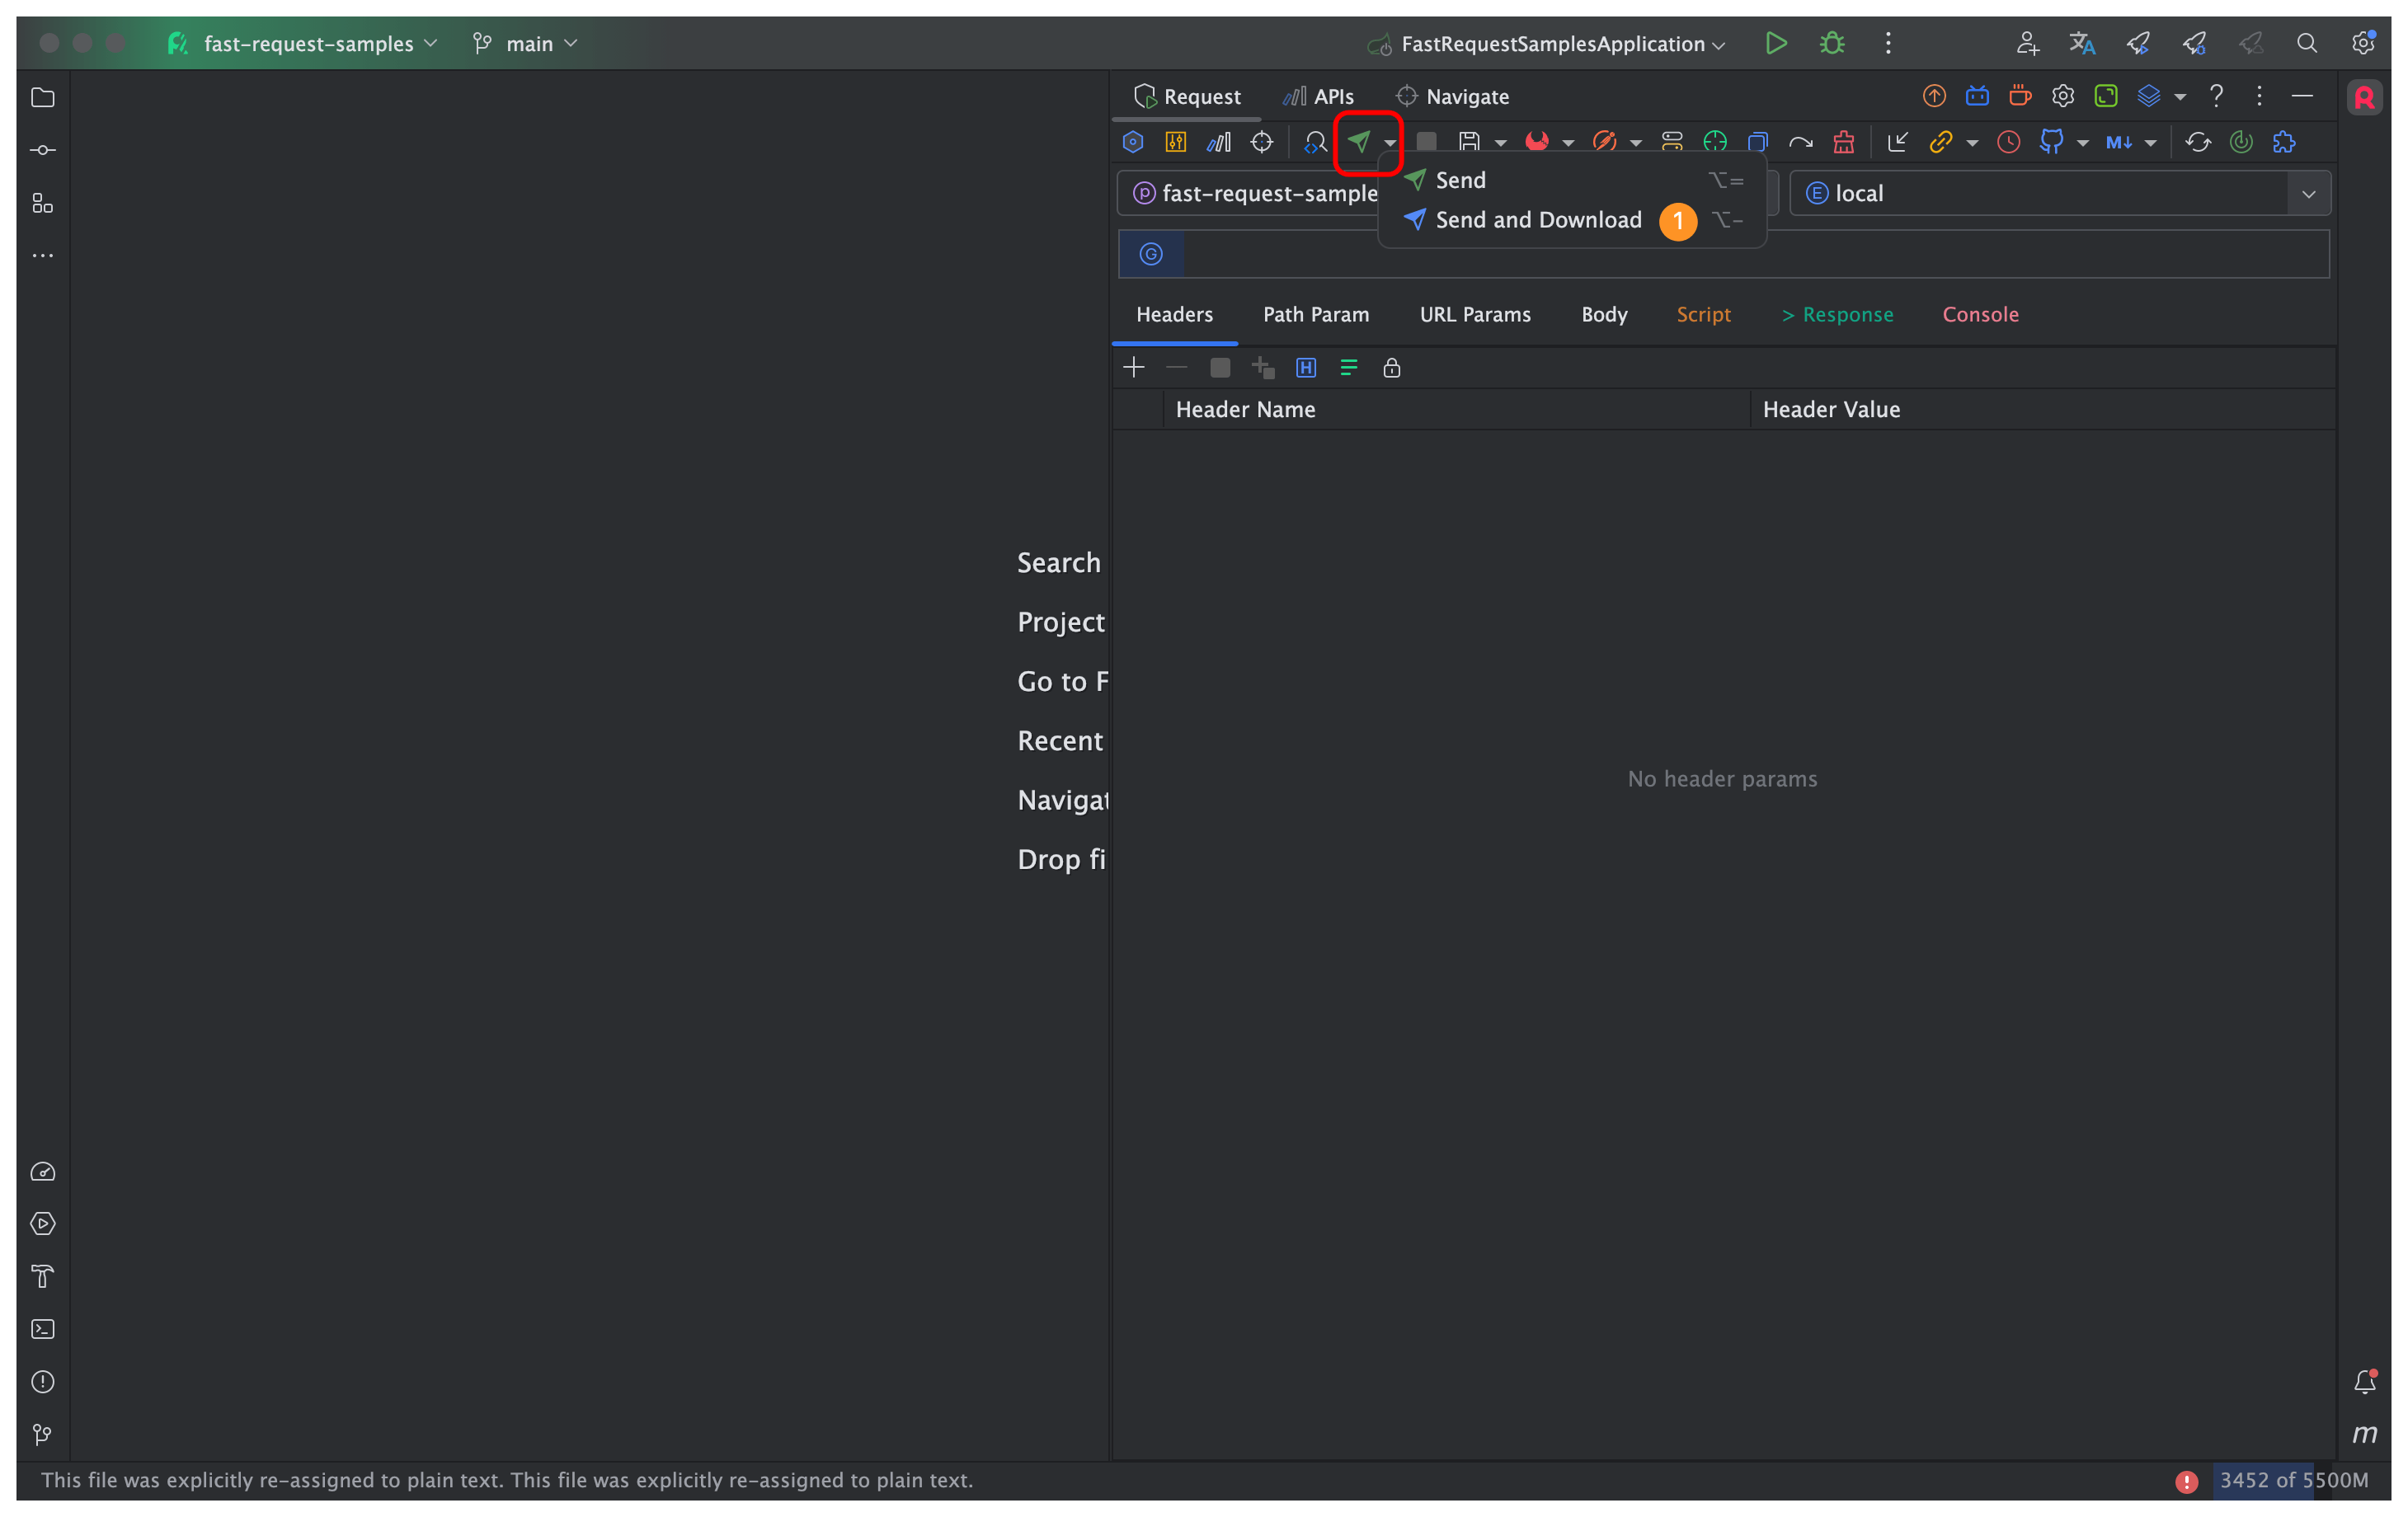 fast-request-samples main FastRequestSamplesApplication
Request APIs Navigate
M↓
fast-request-sample local
Send ⌥=
Send and Download 1 ⌥-
Headers Path Param URL Params Body Script > Response Console
H
Header Name Header Value
No header params
Search
Project
Go to F
Recent
Navigat
Drop fi
m
This file was explicitly re-assigned to plain text. This file was explicitly re-assigned to plain text. 3452 of 5500M